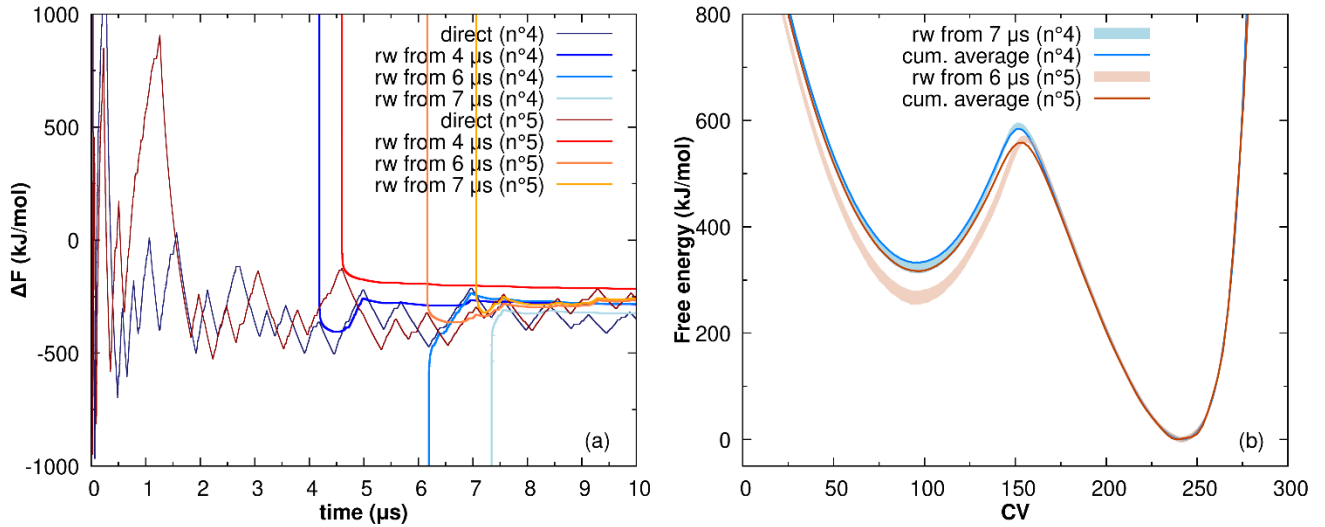 1000
500
0
-500
-1000
ΔF (kJ/mol)
direct (n°4)
rw from 4 µs (n°4)
rw from 6 µs (n°4)
rw from 7 µs (n°4)
direct (n°5)
rw from 4 µs (n°5)
rw from 6 µs (n°5)
rw from 7 µs (n°5)
(a)
0 1 2 3 4 5 6 7 8 9 10
time (µs)
800
600
400
200
0
Free energy (kJ/mol)
rw from 7 µs (n°4)
cum. average (n°4)
rw from 6 µs (n°5)
cum. average (n°5)
(b)
0 50 100 150 200 250 300
CV